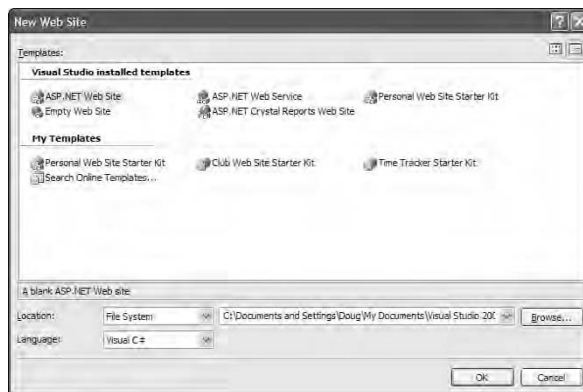 New Web Site
Templates:
Visual Studio installed templates
ASP.NET Web Site ASP.NET Web Service Personal Web Site Starter Kit
Empty Web Site ASP.NET Crystal Reports Web Site
My Templates
Personal Web Site Starter Kit Club Web Site Starter Kit Time Tracker Starter Kit
Search Online Templates...
A blank ASP.NET Web site
Location: File System C:\Documents and Settings\Doug\My Documents\Visual Studio 200 Browse...
Language: Visual C#
OK Cancel